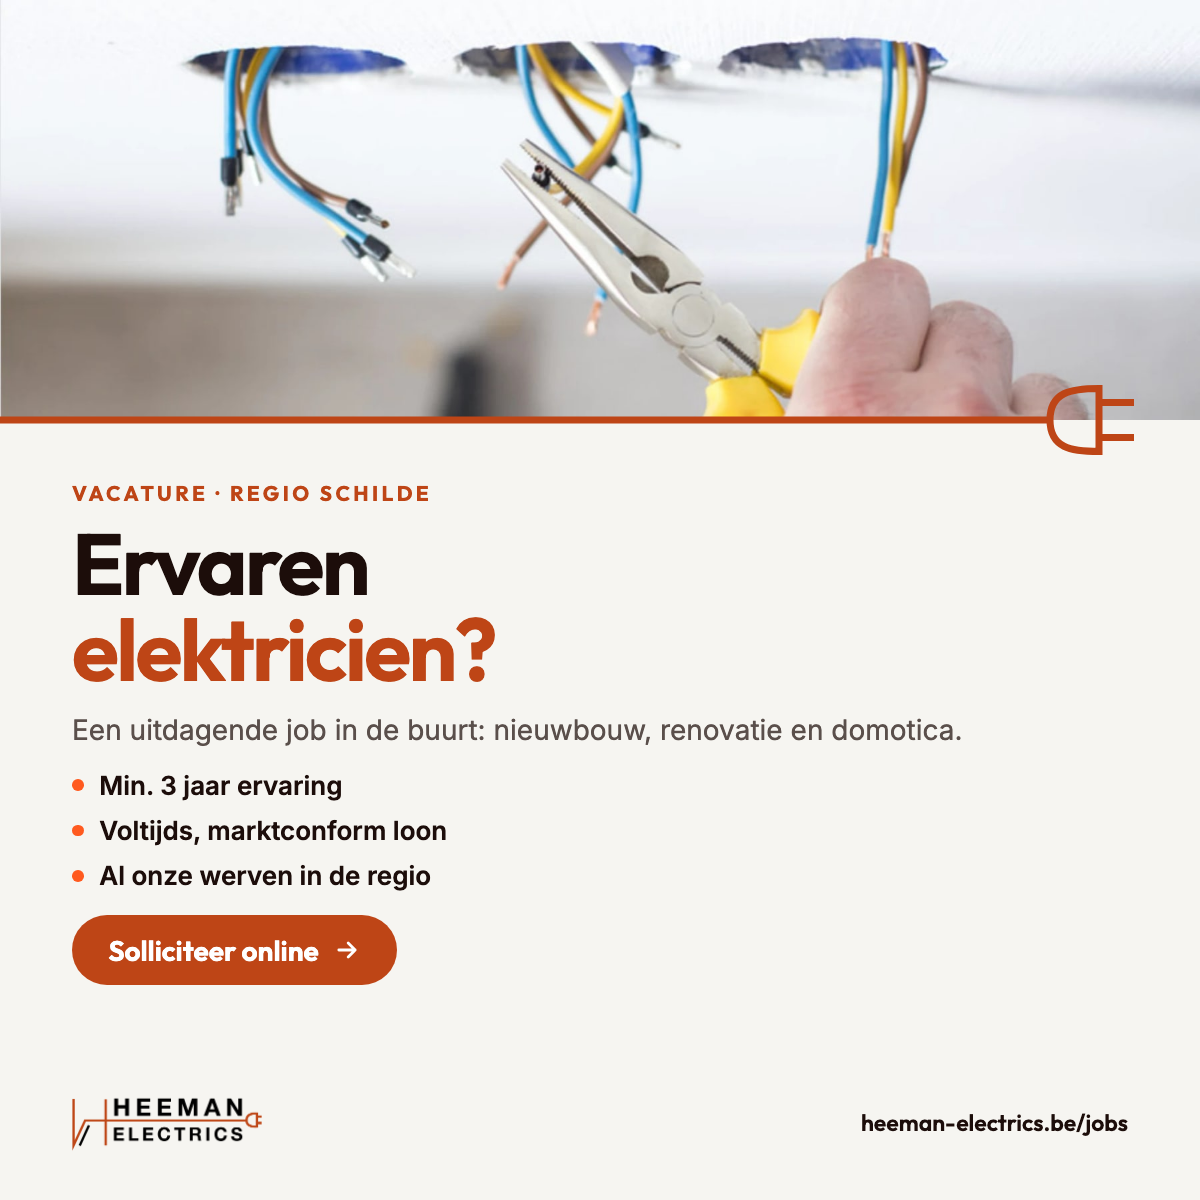 VACATURE · REGIO SCHILDE
Ervaren
elektricien?
Een uitdagende job in de buurt: nieuwbouw, renovatie en domotica.
Min. 3 jaar ervaring
Voltijds, marktconform loon
Al onze werven in de regio
Solliciteer online →
HEEMAN
ELECTRICS
heeman-electrics.be/jobs